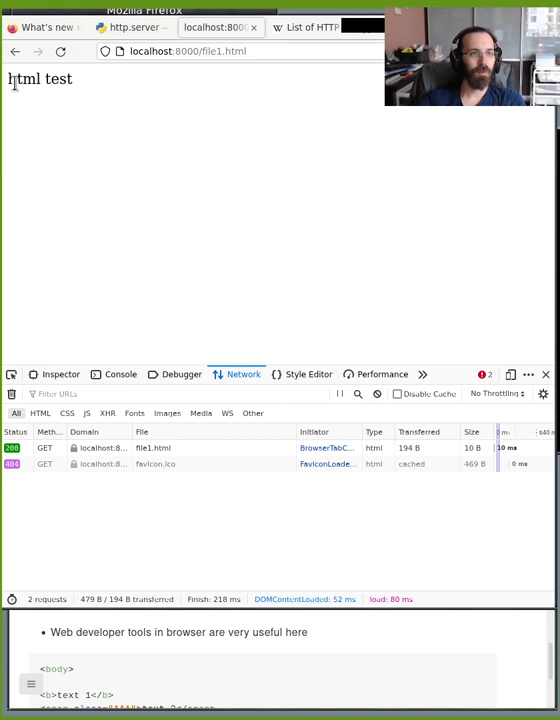 Mozilla Firefox
What's new
http.server —
localhost:8000
List of HTTP
localhost:8000/file1.html
html test
Inspector Console Debugger Network Style Editor Performance 2
Filter URLs Disable Cache No Throttling
All HTML CSS JS XHR Fonts Images Media WS Other
Status Meth... Domain File Initiator Type Transferred Size 0 ms 640 m
200 GET localhost:8... file1.html BrowserTabC... html 194 B 10 B 10 ms
404 GET localhost:8... favicon.ico FaviconLoade... html cached 469 B 0 ms
2 requests 479 B / 194 B transferred Finish: 218 ms DOMContentLoaded: 52 ms load: 80 ms
• Web developer tools in browser are very useful here
<body>
<b>text 1</b>